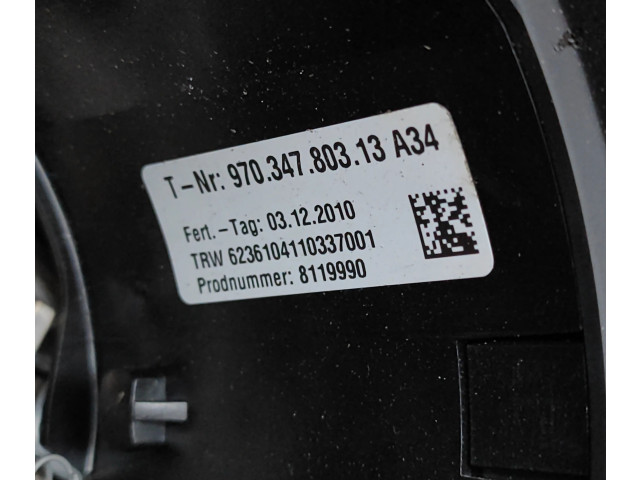 T-Nr: 970.347.803.13 A34
Fert.-Tag: 03.12.2010
TRW 6236104110337001
Prodnummer: 8119990